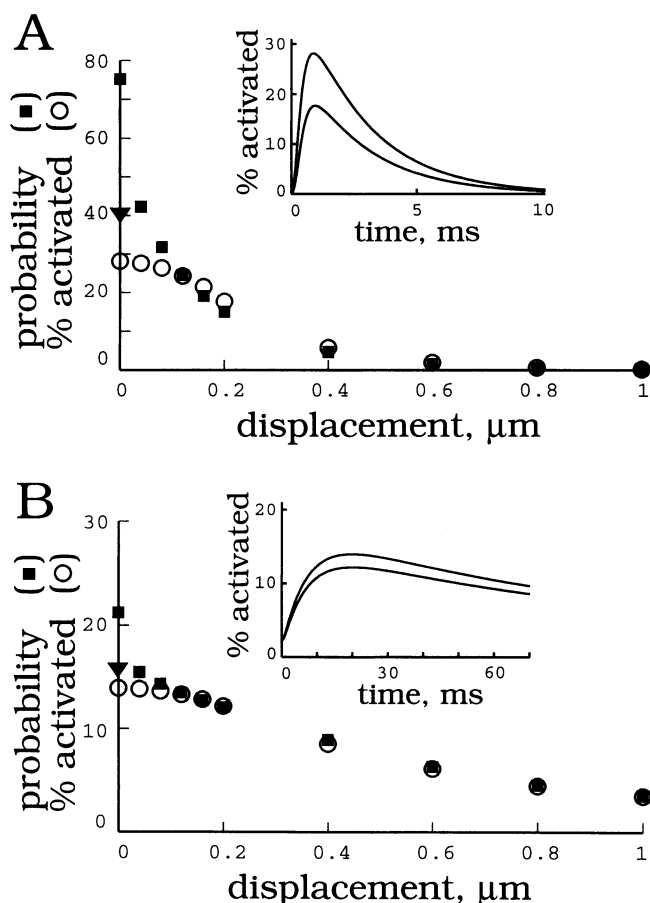 A
80
60
40
20
0
probability (■)
% activated (○)
0 0.2 0.4 0.6 0.8 1
displacement, μm
30
20
10
0
% activated
0 5 10
time, ms
B
30
20
10
0
probability (■)
% activated (○)
0 0.2 0.4 0.6 0.8 1
displacement, μm
20
10
0
% activated
0 20 60
time, ms